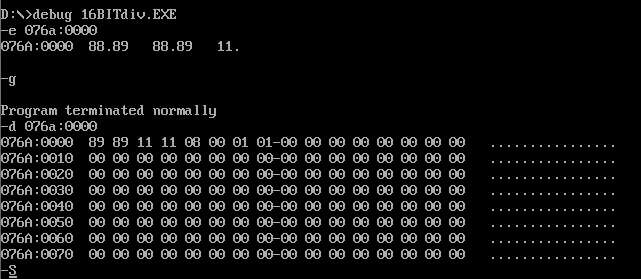 D:\>debug 16BITdiv.EXE
-e 076a:0000
076A:0000  88.89   88.89   11.
-g
Program terminated normally
-d 076a:0000
076A:0000  89 89 11 11 08 00 01 01-00 00 00 00 00 00 00 00   ................
076A:0010  00 00 00 00 00 00 00 00 00 00 00 00 00 00 00 00   ................
076A:0020  00 00 00 00 00 00 00 00 00 00 00 00 00 00 00 00   ................
076A:0030  00 00 00 00 00 00 00 00 00 00 00 00 00 00 00 00   ................
076A:0040  00 00 00 00 00 00 00 00 00 00 00 00 00 00 00 00   ................
076A:0050  00 00 00 00 00 00 00 00 00 00 00 00 00 00 00 00   ................
076A:0060  00 00 00 00 00 00 00 00 00 00 00 00 00 00 00 00   ................
076A:0070  00 00 00 00 00 00 00 00 00 00 00 00 00 00 00 00   ................
-S